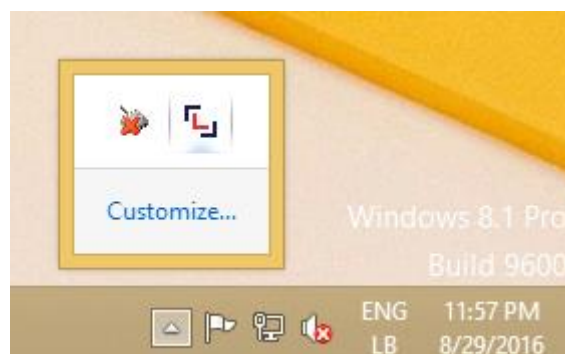 Customize...
Windows 8.1 Pro
Build 9600
ENG
11:57 PM
LB
8/29/2016